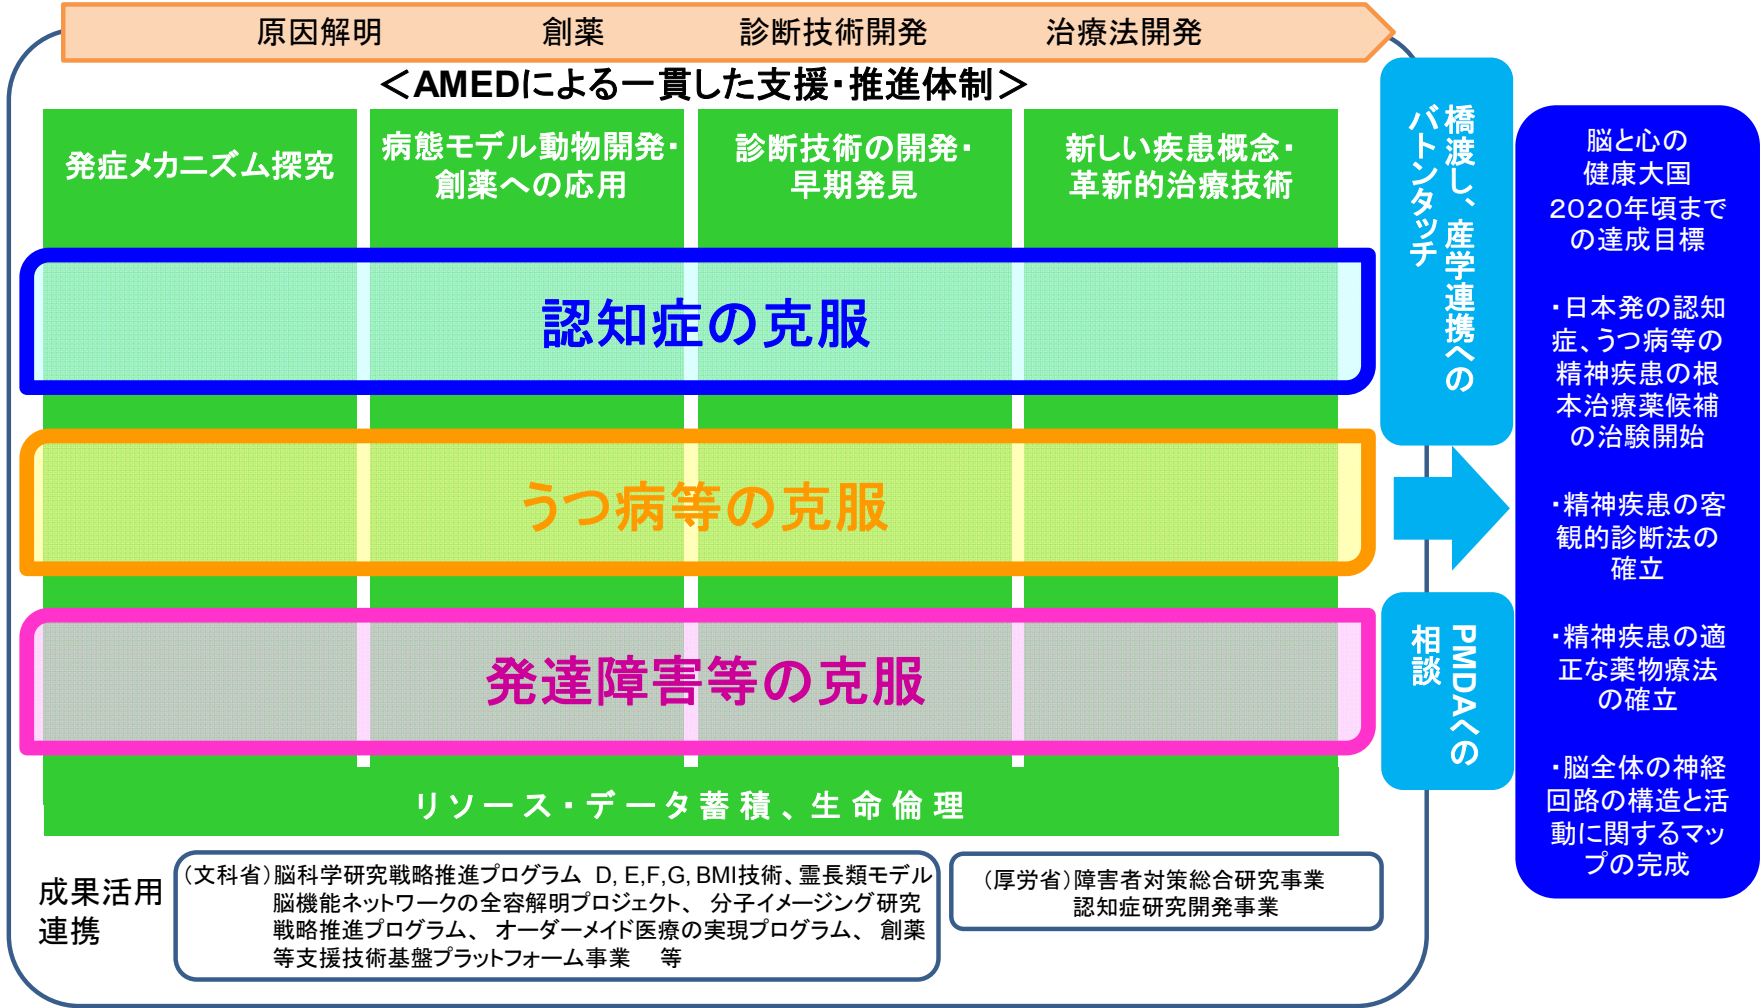 原因解明　創薬　診断技術開発　治療法開発
＜AMEDによる一貫した支援・推進体制＞
発症メカニズム探究
病態モデル動物開発・
創薬への応用
診断技術の開発・
早期発見
新しい疾患概念・
革新的治療技術
認知症の克服
うつ病等の克服
発達障害等の克服
リソース・データ蓄積、生命倫理
成果活用
連携
（文科省）脳科学研究戦略推進プログラム D, E,F,G, BMI技術、霊長類モデル
脳機能ネットワークの全容解明プロジェクト、 分子イメージング研究
戦略推進プログラム、 オーダーメイド医療の実現プログラム、 創薬
等支援技術基盤プラットフォーム事業　等
（厚労省）障害者対策総合研究事業
認知症研究開発事業
橋渡し、産学連携への
バトンタッチ
PMDAへの
相談
脳と心の
健康大国
2020年頃まで
の達成目標
・日本発の認知
症、うつ病等の
精神疾患の根
本治療薬候補
の治験開始
・精神疾患の客
観的診断法の
確立
・精神疾患の適
正な薬物療法
の確立
・脳全体の神経
回路の構造と活
動に関するマッ
プの完成